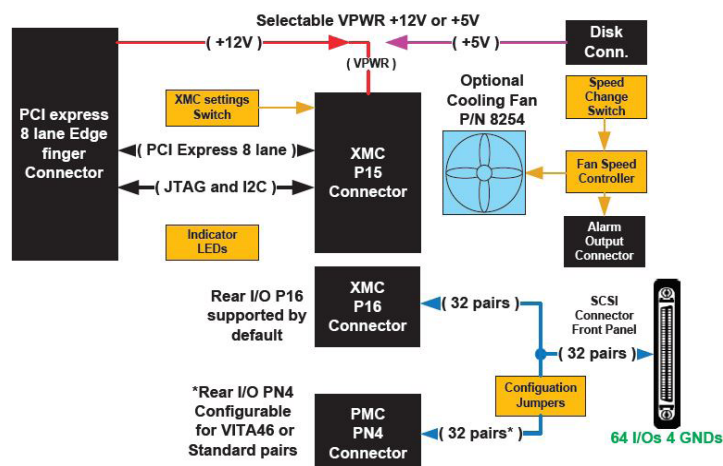 Selectable VPWR +12V or +5V
( +12V )
( +5V )
( VPWR )
Disk
Conn.
PCI express
8 lane Edge
finger
Connector
XMC settings
Switch
( PCI Express 8 lane )
( JTAG and I2C )
Indicator
LEDs
XMC
P15
Connector
Optional
Cooling Fan
P/N 8254
Speed
Change
Switch
Fan Speed
Controller
Alarm
Output
Connector
Rear I/O P16
supported by
default
XMC
P16
Connector
( 32 pairs )
SCSI
Connector
Front Panel
( 32 pairs )
Configuation
Jumpers
*Rear I/O PN4
Configurable
for VITA46 or
Standard pairs
PMC
PN4
Connector
( 32 pairs* )
64 I/Os 4 GNDs